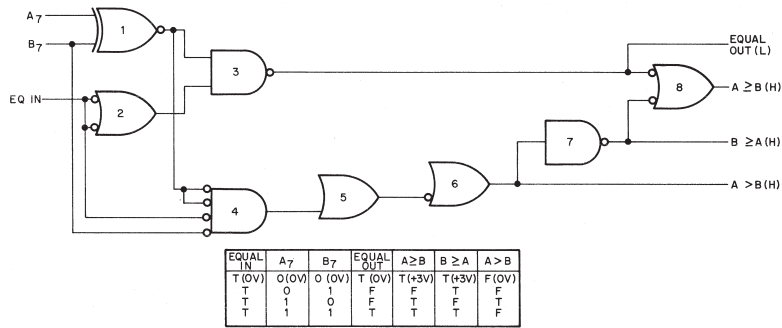 A7
B7
EQ IN
1
2
3
4
5
6
7
8
EQUAL OUT (L)
A ≥ B (H)
B ≥ A (H)
A > B (H)
EQUAL IN A7 B7 EQUAL OUT A≥B B ≥ A A > B
T (0V) 0 (0V) 0 (0V) T (0V) T (+3V) T (+3V) F (0V)
T 0 1 F F T F
T 1 0 F T F T
T 1 1 T T T F